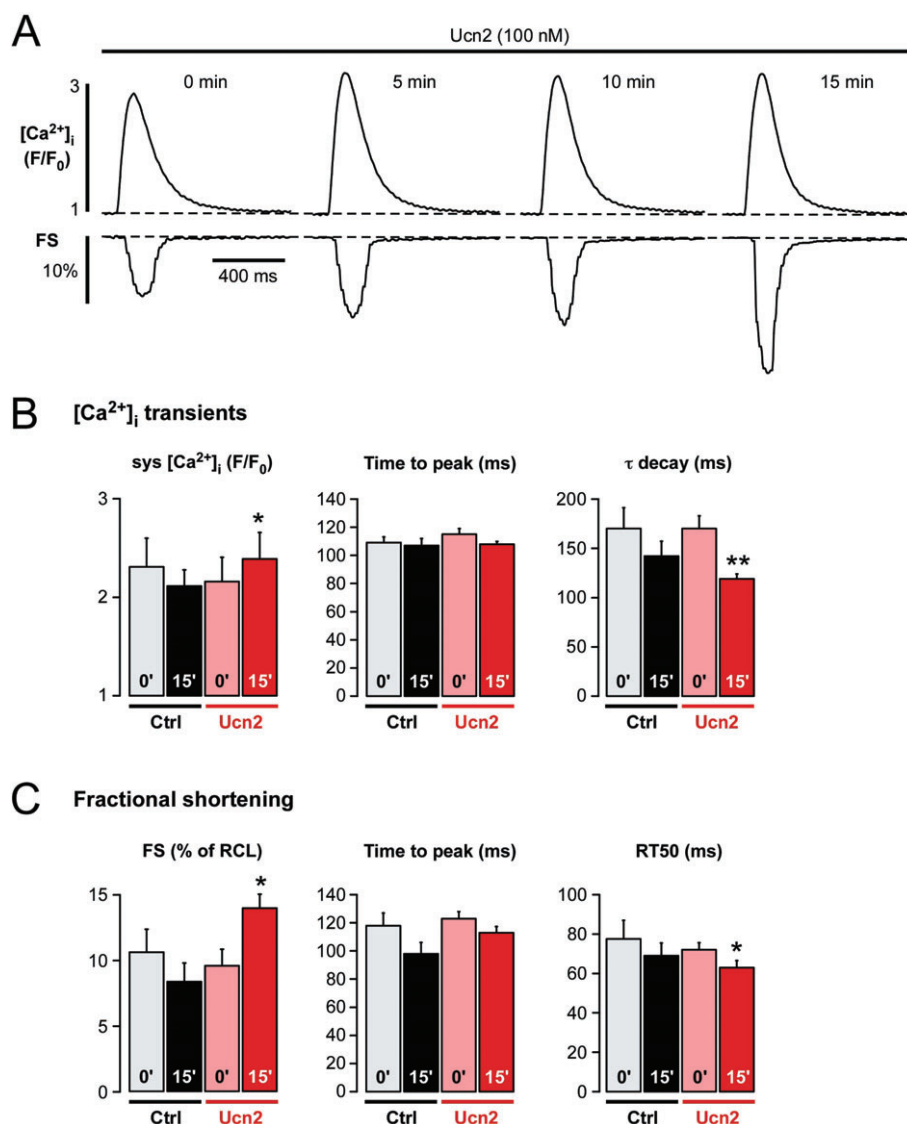 A
Ucn2 (100 nM)
0 min 5 min 10 min 15 min
3
[Ca²⁺]i
(F/F₀)
1
FS
10%
400 ms
B [Ca²⁺]i transients
sys [Ca²⁺]i (F/F₀) Time to peak (ms) τ decay (ms)
3 140 200
120
150
100
2 80 100
60
40 50
20
1 0 0
* **
0' 15' 0' 15' 0' 15' 0' 15' 0' 15' 0' 15'
Ctrl Ucn2 Ctrl Ucn2 Ctrl Ucn2
C Fractional shortening
FS (% of RCL) Time to peak (ms) RT50 (ms)
15 140 100
120
80
10 100
80 60
60
5 40 40
20
20
0 0 0
* *
0' 15' 0' 15' 0' 15' 0' 15' 0' 15' 0' 15'
Ctrl Ucn2 Ctrl Ucn2 Ctrl Ucn2